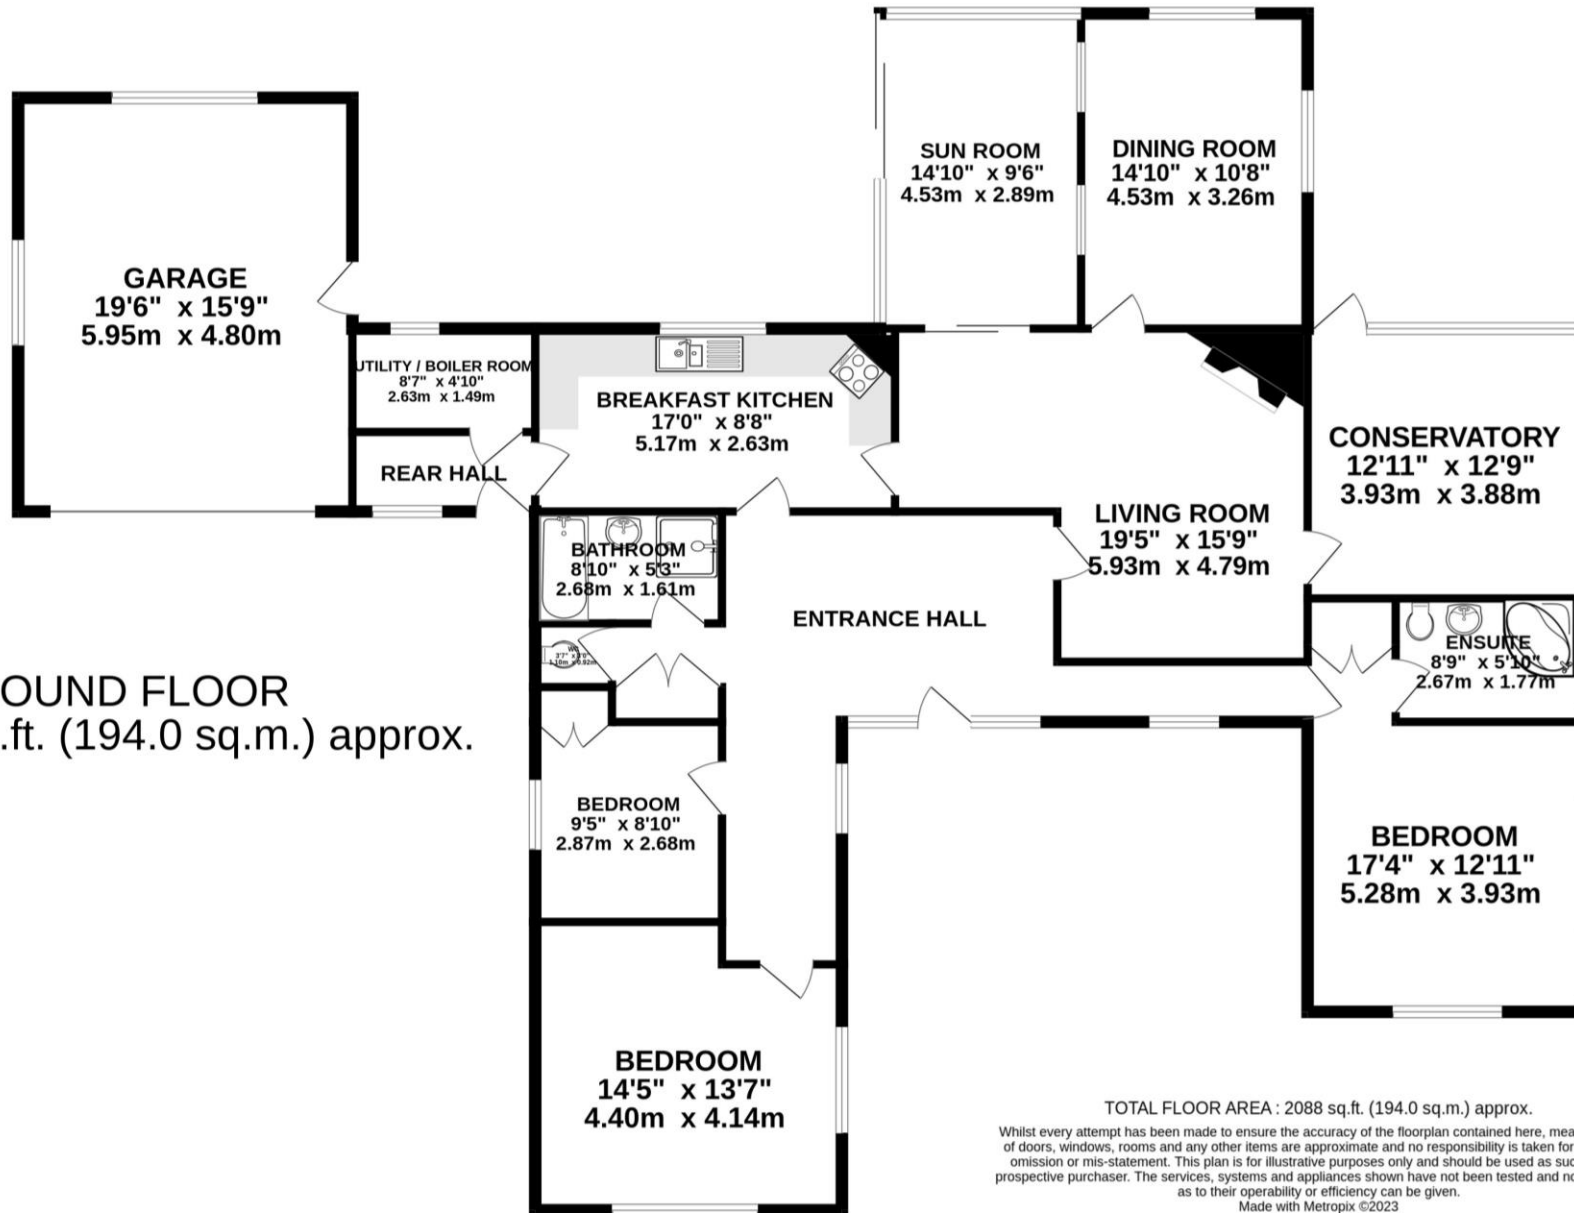 SUN ROOM
14'10" x 9'6"
4.53m x 2.89m
DINING ROOM
14'10" x 10'8"
4.53m x 3.26m
GARAGE
19'6" x 15'9"
5.95m x 4.80m
UTILITY / BOILER ROOM
8'7" x 4'10"
2.63m x 1.49m
BREAKFAST KITCHEN
17'0" x 8'8"
5.17m x 2.63m
REAR HALL
CONSERVATORY
12'11" x 12'9"
3.93m x 3.88m
LIVING ROOM
19'5" x 15'9"
5.93m x 4.79m
BATHROOM
8'10" x 5'3"
2.68m x 1.61m
ENTRANCE HALL
WC
3'7" x 3'0"
1.10m x 0.92m
ENSUITE
8'9" x 5'10"
2.67m x 1.77m
OUND FLOOR
.ft. (194.0 sq.m.) approx.
BEDROOM
9'5" x 8'10"
2.87m x 2.68m
BEDROOM
17'4" x 12'11"
5.28m x 3.93m
BEDROOM
14'5" x 13'7"
4.40m x 4.14m
TOTAL FLOOR AREA : 2088 sq.ft. (194.0 sq.m.) approx.
Whilst every attempt has been made to ensure the accuracy of the floorplan contained here, mea
of doors, windows, rooms and any other items are approximate and no responsibility is taken for
omission or mis-statement. This plan is for illustrative purposes only and should be used as suc
prospective purchaser. The services, systems and appliances shown have not been tested and no
as to their operability or efficiency can be given.
Made with Metropix ©2023